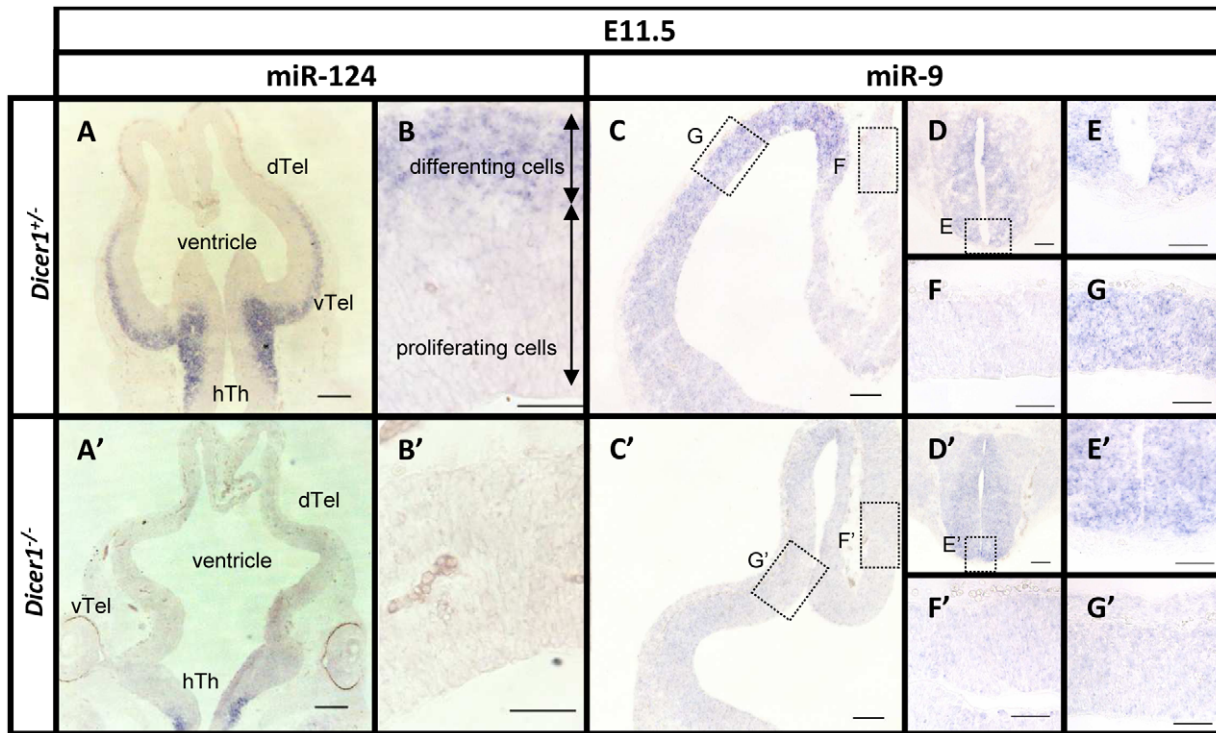 E11.5
miR-124
miR-9
Dicer1+/-
A
dTel
ventricle
vTel
hTh
B
differenting cells
proliferating cells
C
G
F
D
E
E
F
G
Dicer1-/-
A’
dTel
ventricle
vTel
hTh
B’
C’
G’
F’
D’
E’
E’
F’
G’